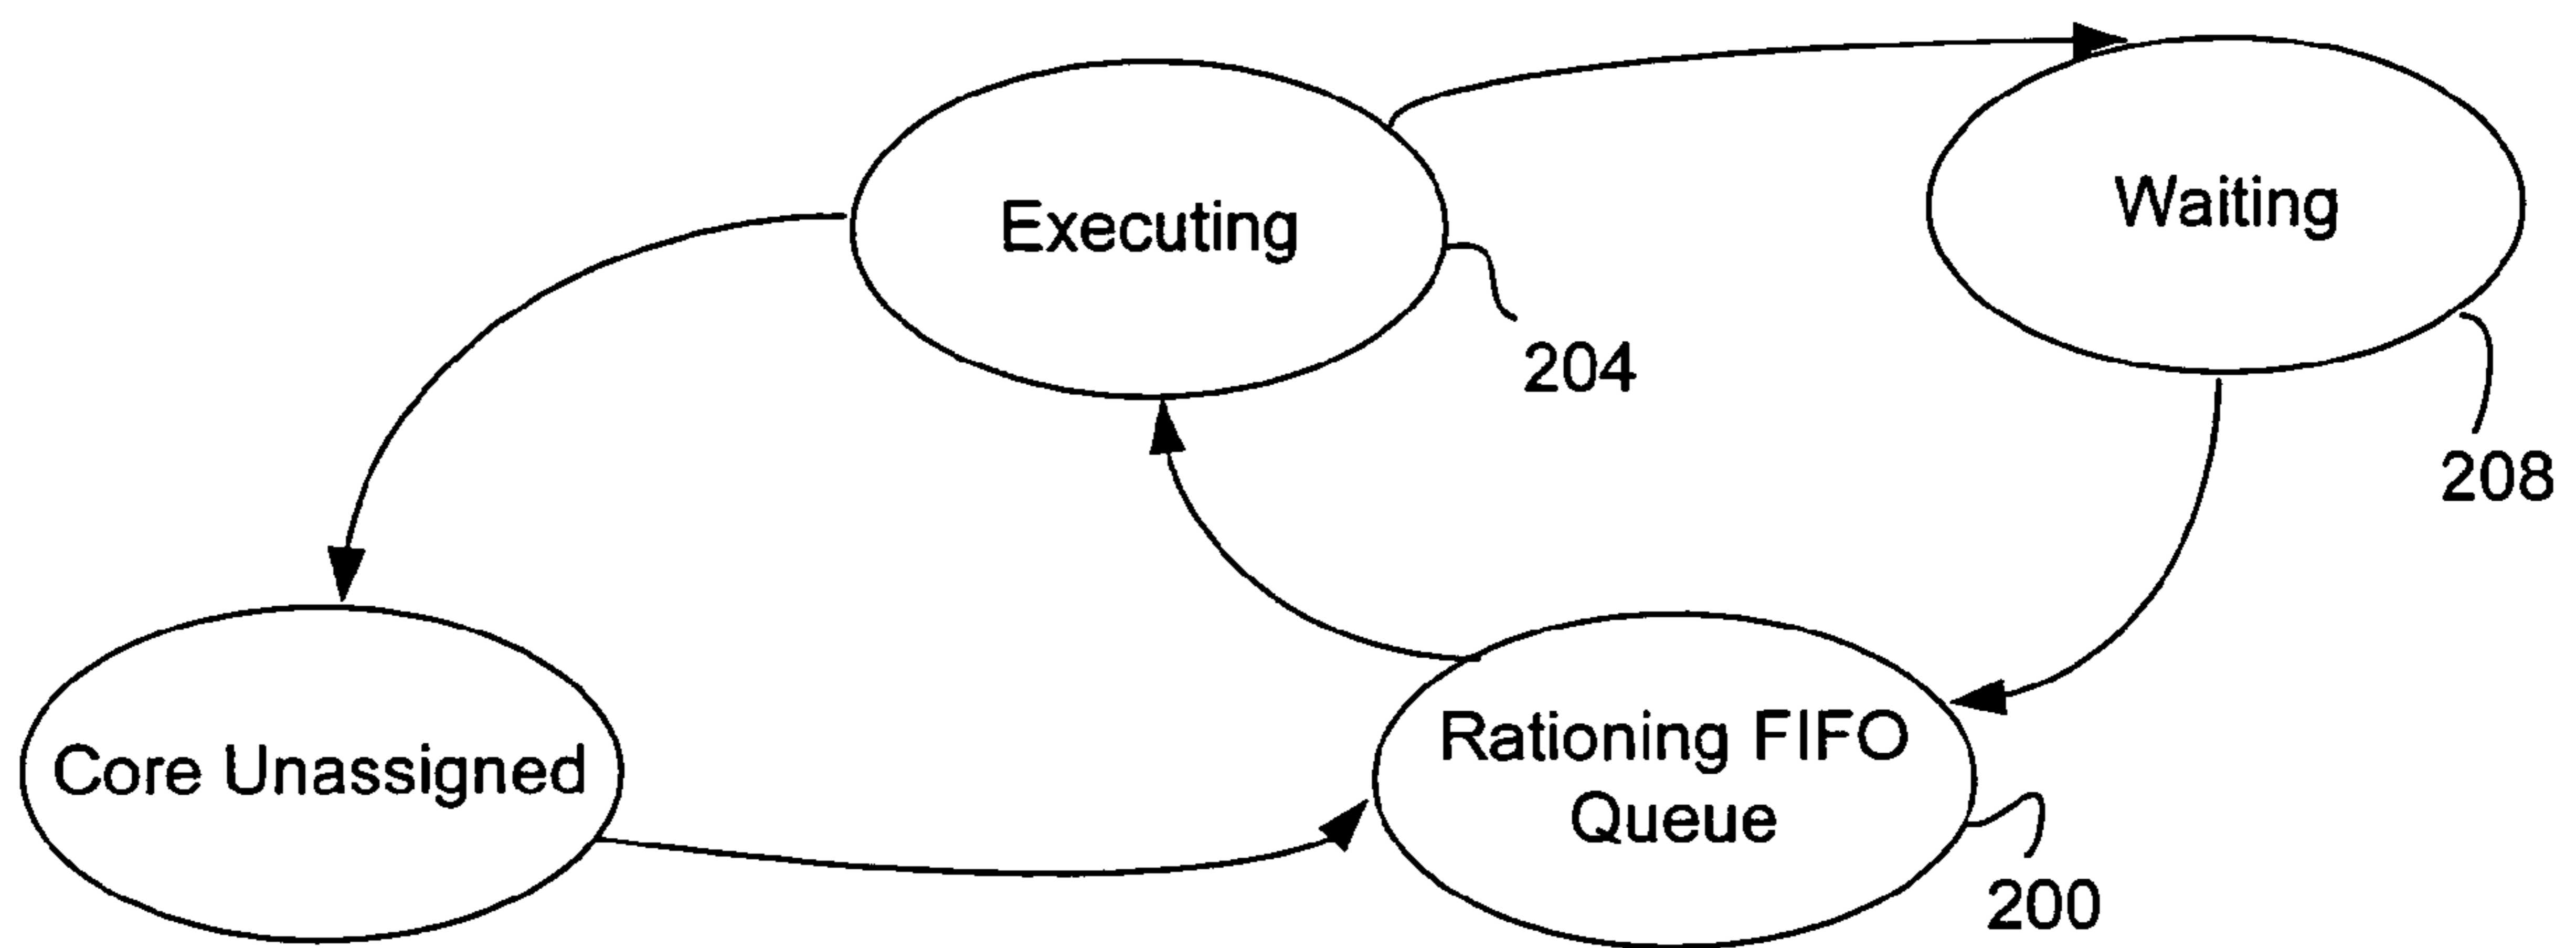 Executing
Waiting
204
208
Core Unassigned
Rationing FIFO
Queue
200